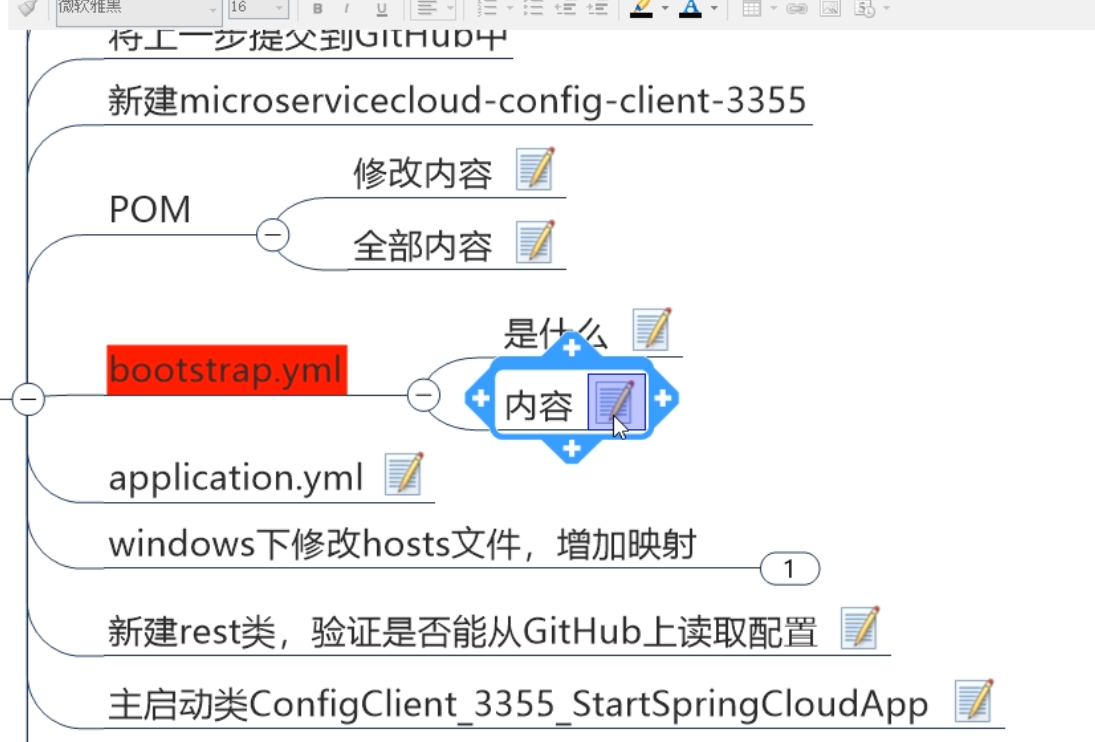 微软雅黑 16 B I U
将上一步提交到GitHub中
新建microservicecloud-config-client-3355
修改内容
POM
全部内容
是什么
bootstrap.yml
内容
application.yml
windows下修改hosts文件，增加映射
1
新建rest类，验证是否能从GitHub上读取配置
主启动类ConfigClient_3355_StartSpringCloudApp